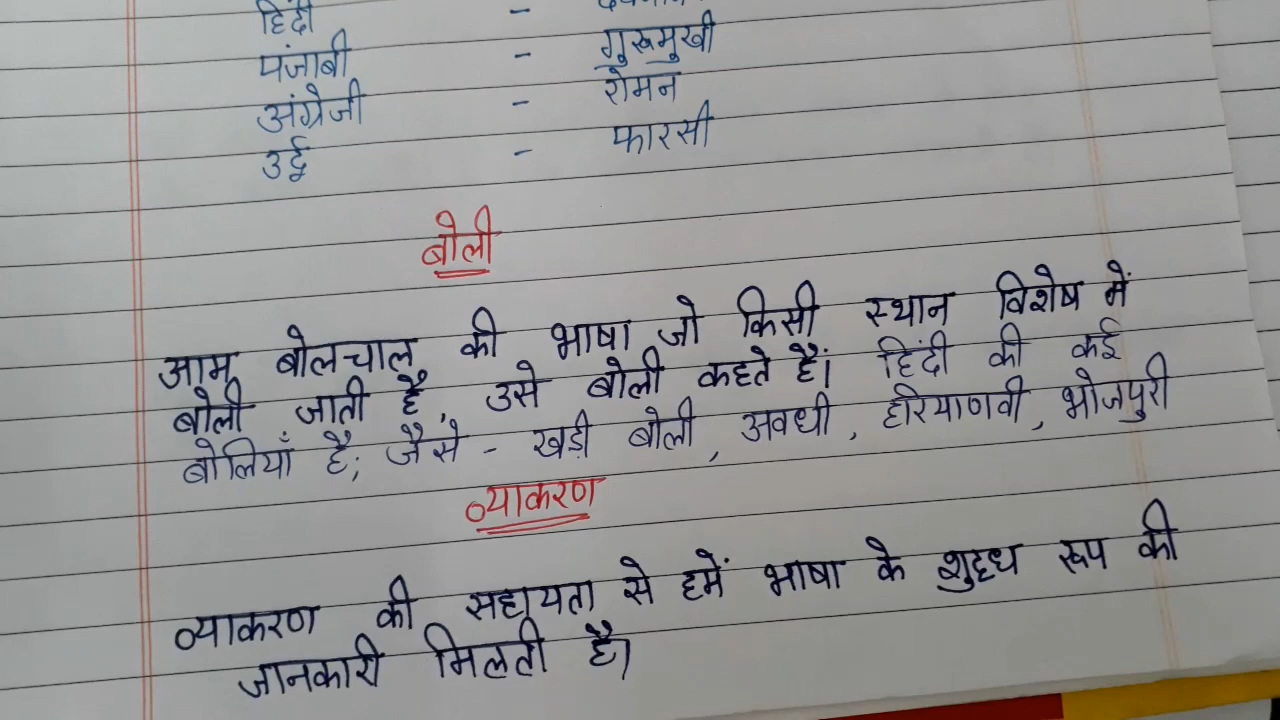 हिंदी -
पंजाबी - गुरूमुखी
अंग्रेजी - रोमन
उर्दू - फारसी
बोली
आम बोलचाल की भाषा जो किसी स्थान विशेष में
बोली जाती है, उसे बोली कहते हैं। हिंदी की कई
बोलियाँ है; जैसे - खड़ी बोली, अवधी, हरियाणवी, भोजपुरी
व्याकरण
व्याकरण की सहायता से हमें भाषा के शुद्ध रूप की
जानकारी मिलती है।